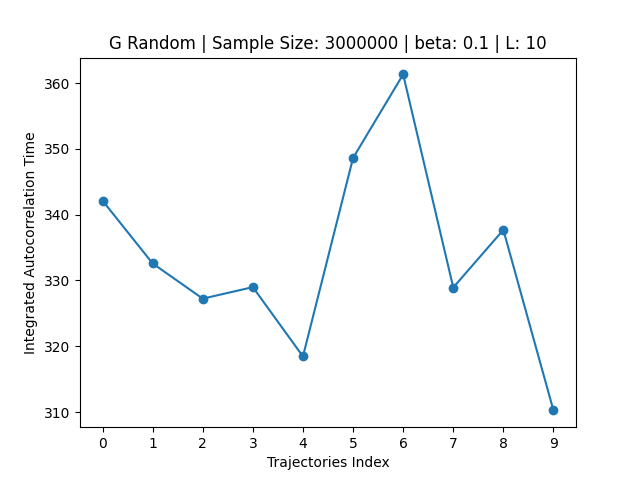 G Random | Sample Size: 3000000 | beta: 0.1 | L: 10
360
350
340
330
320
310
Integrated Autocorrelation Time
0 1 2 3 4 5 6 7 8 9
Trajectories Index